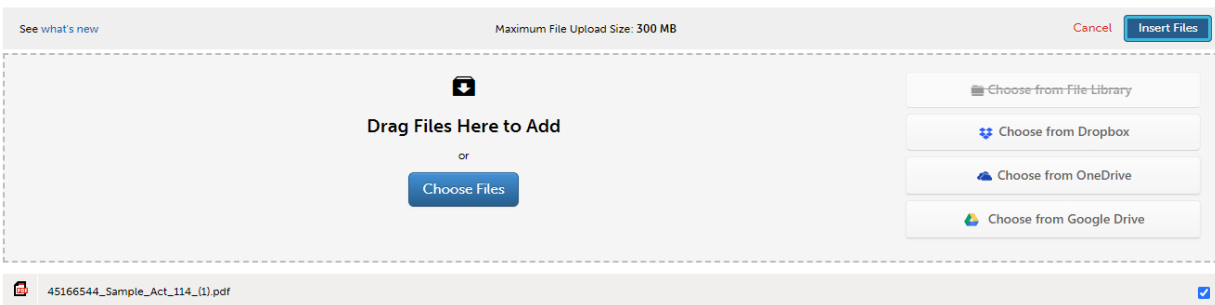 See what's new
Maximum File Upload Size: 300 MB
Cancel
Insert Files
Drag Files Here to Add
or
Choose Files
Choose from File Library
Choose from Dropbox
Choose from OneDrive
Choose from Google Drive
PDF
45166544_Sample_Act_114_(1).pdf